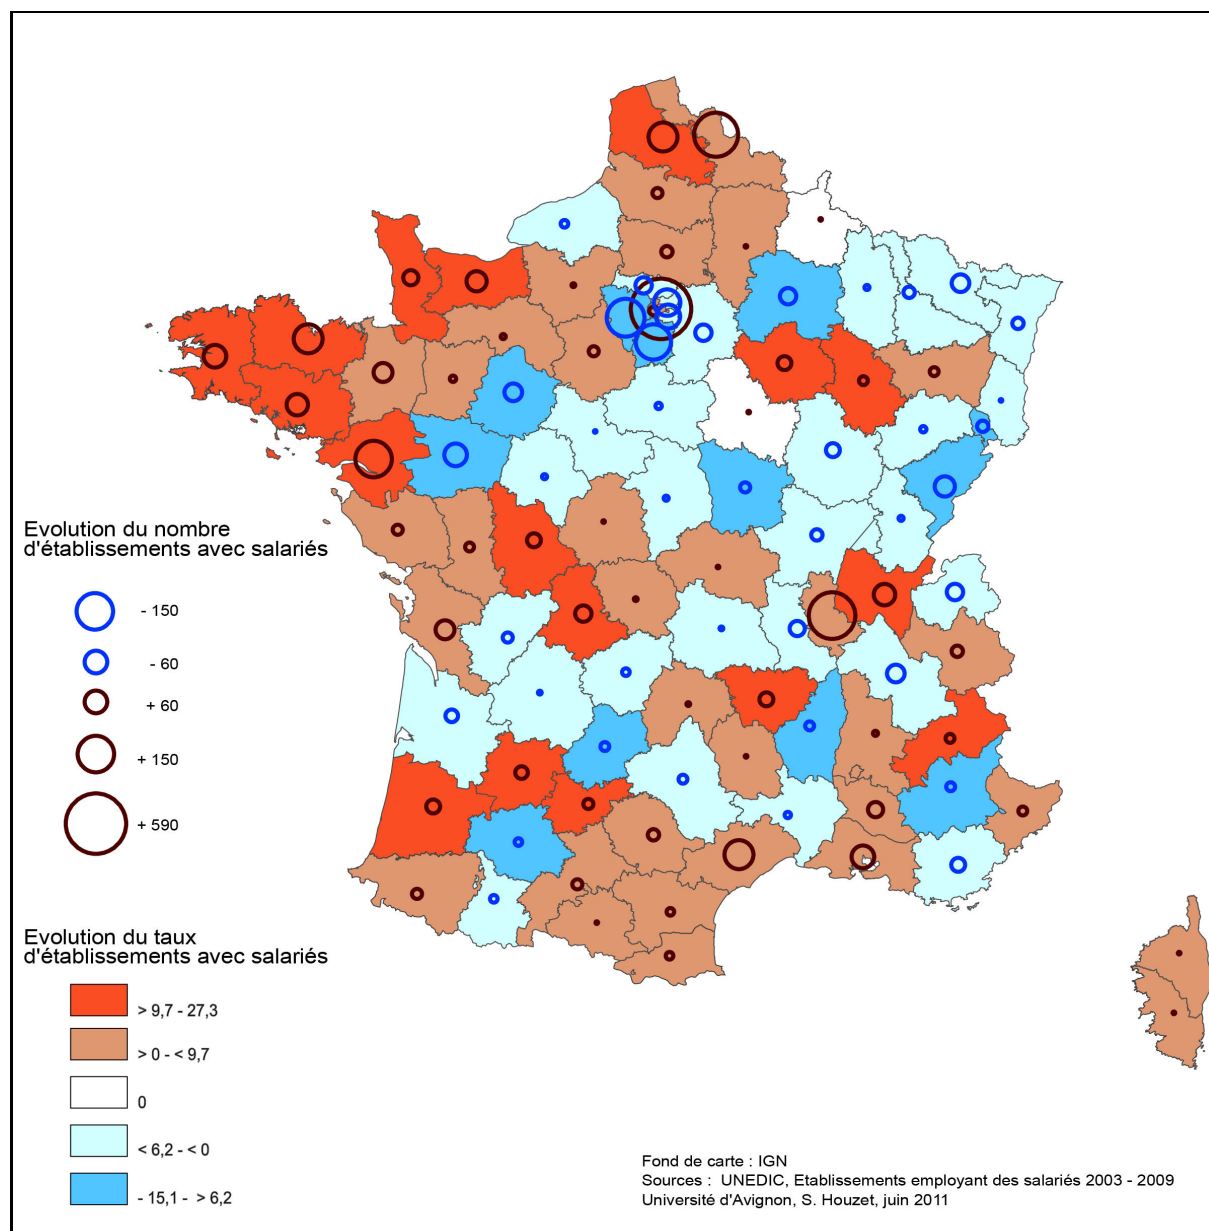 Evolution du nombre
d'établissements avec salariés
- 150
- 60
+ 60
+ 150
+ 590
Evolution du taux
d'établissements avec salariés
> 9,7 - 27,3
> 0 - < 9,7
0
< 6,2 - < 0
- 15,1 - > 6,2
Fond de carte : IGN
Sources : UNEDIC, Etablissements employant des salariés 2003 - 2009
Université d'Avignon, S. Houzet, juin 2011